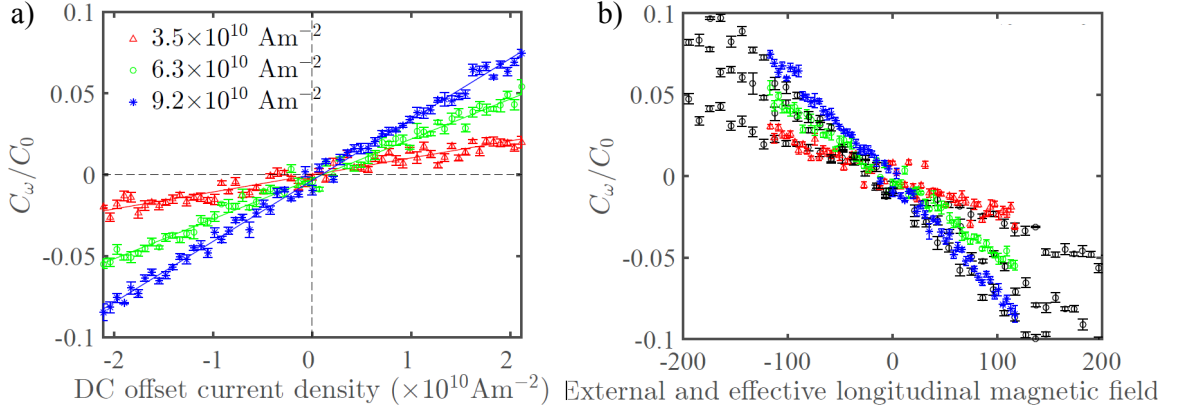 a)
0.1
0.05
0
-0.05
-0.1
C_ω/C_0
3.5×10^10 Am^−2
6.3×10^10 Am^−2
9.2×10^10 Am^−2
-2 -1 0 1 2
DC offset current density (×10^10 Am^−2)
b)
0.1
0.05
0
-0.05
-0.1
C_ω/C_0
-200 -100 0 100 200
External and effective longitudinal magnetic field